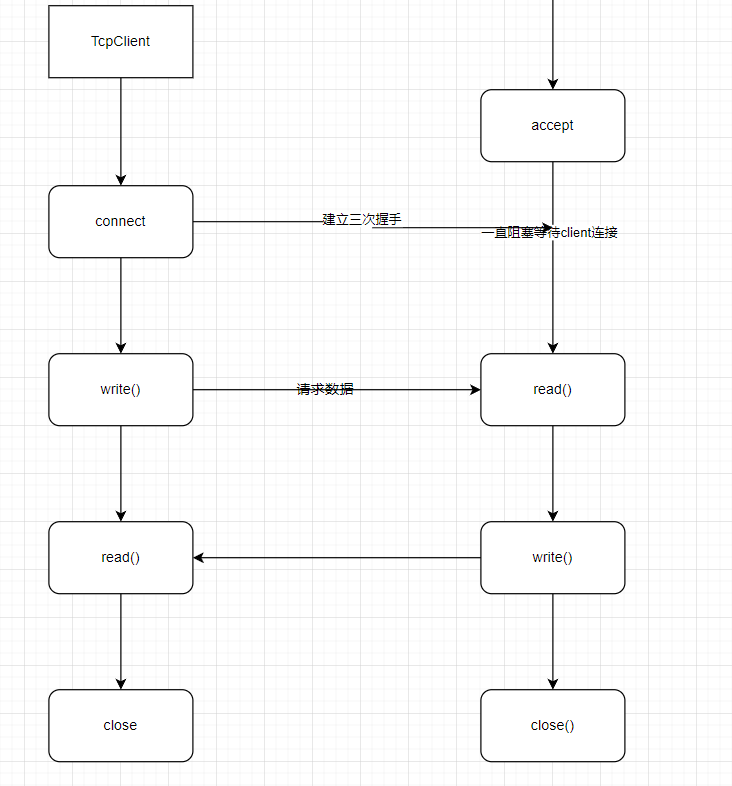 TcpClient
accept
connect
建立三次握手
一直阻塞等待client连接
write()
请求数据
read()
read()
write()
close
close()